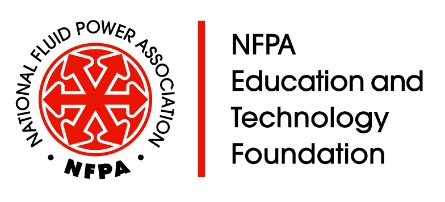 NATIONAL FLUID POWER ASSOCIATION
• NFPA •
NFPA
Education and
Technology
Foundation